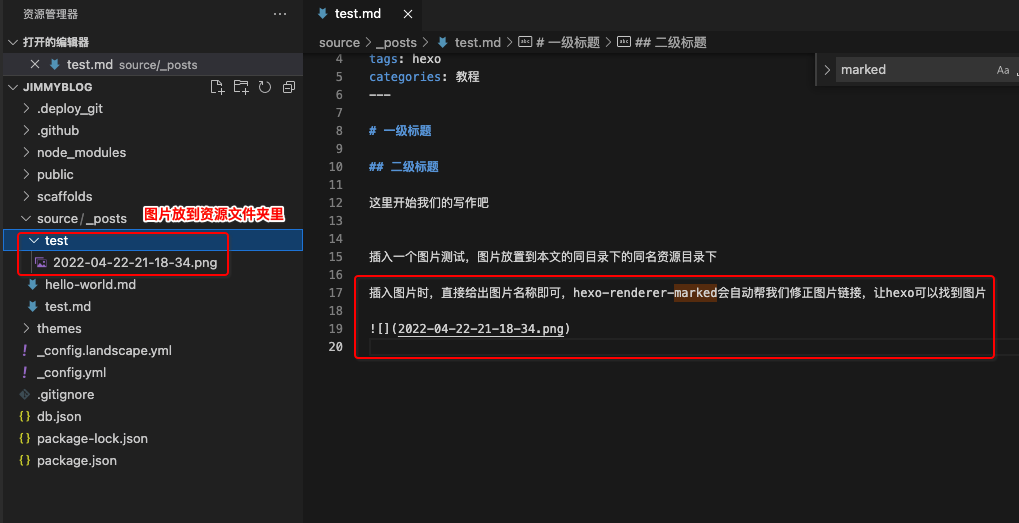 资源管理器
···
打开的编辑器
test.md source/_posts
JIMMYBLOG
.deploy_git
.github
node_modules
public
scaffolds
source/_posts
图片放到资源文件夹里
test
2022-04-22-21-18-34.png
hello-world.md
test.md
themes
! _config.landscape.yml
! _config.yml
.gitignore
{} db.json
{} package-lock.json
{} package.json
test.md
source > _posts > test.md > # 一级标题 > ## 二级标题
marked Aa
4 tags: hexo
5 categories: 教程
6 ---
7
8 # 一级标题
9
10 ## 二级标题
11
12 这里开始我们的写作吧
13
14
15 插入一个图片测试，图片放置到本文的同目录下的同名资源目录下
16
17 插入图片时，直接给出图片名称即可，hexo-renderer-marked会自动帮我们修正图片链接，让hexo可以找到图片
18
19 ![](2022-04-22-21-18-34.png)
20